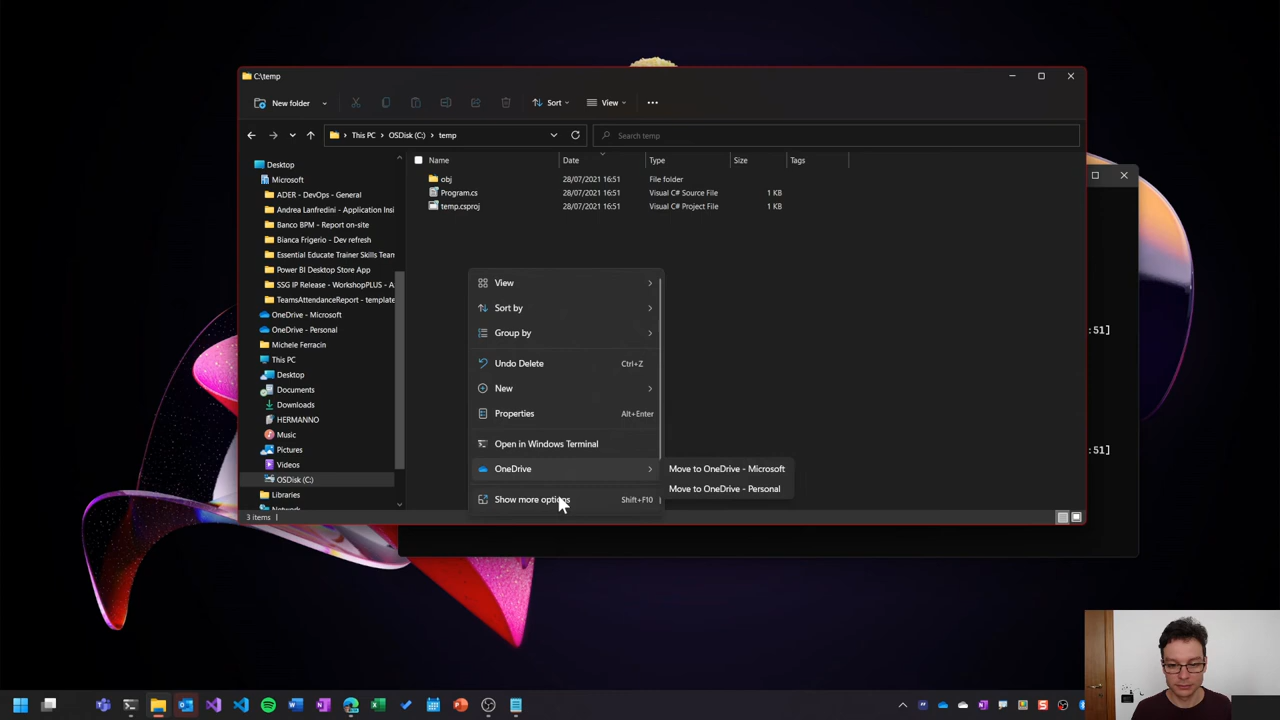 C:\temp
New folder
Sort
View
This PC
OSDisk (C:)
temp
Search temp
Name
Date
Type
Size
Tags
obj
28/07/2021 16:51
File folder
Program.cs
28/07/2021 16:51
Visual C# Source File
1 KB
temp.csproj
28/07/2021 16:51
Visual C# Project File
1 KB
Desktop
Microsoft
ADER - DevOps - General
Andrea Lanfredini - Application Insi
Banco BPM - Report on-site
Bianca Frigerio - Dev refresh
Essential Educate Trainer Skills Team
Power BI Desktop Store App
SSG IP Release - WorkshopPLUS - A
TeamsAttendanceReport - template
OneDrive - Microsoft
OneDrive - Personal
Michele Ferracin
This PC
Desktop
Documents
Downloads
HERMANNO
Music
Pictures
Videos
OSDisk (C:)
Libraries
Network
3 items
View
Sort by
Group by
Undo Delete Ctrl+Z
New
Properties Alt+Enter
Open in Windows Terminal
OneDrive
Show more options Shift+F10
Move to OneDrive - Microsoft
Move to OneDrive - Personal
:51]
:51]